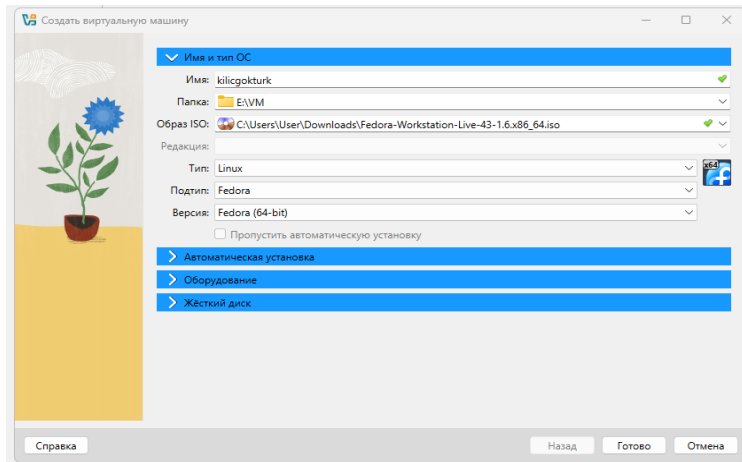 Создать виртуальную машину
Имя и тип ОС
Имя: kilicgokturk
Папка: E:\VM
Образ ISO: C:\Users\User\Downloads\Fedora-Workstation-Live-43-1.6.x86_64.iso
Редакция:
Тип: Linux
x64
Подтип: Fedora
Версия: Fedora (64-bit)
Пропустить автоматическую установку
Автоматическая установка
Оборудование
Жёсткий диск
Справка Назад Готово Отмена